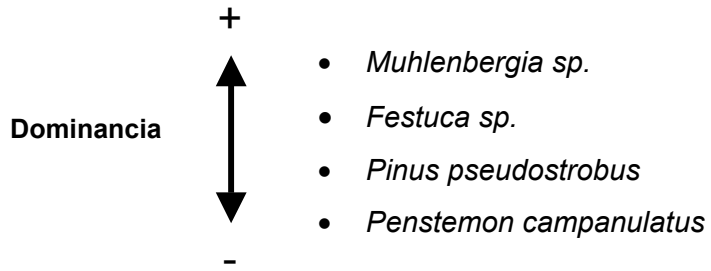 +
• Muhlenbergia sp.
• Festuca sp.
Dominancia
• Pinus pseudostrobus
• Penstemon campanulatus
-